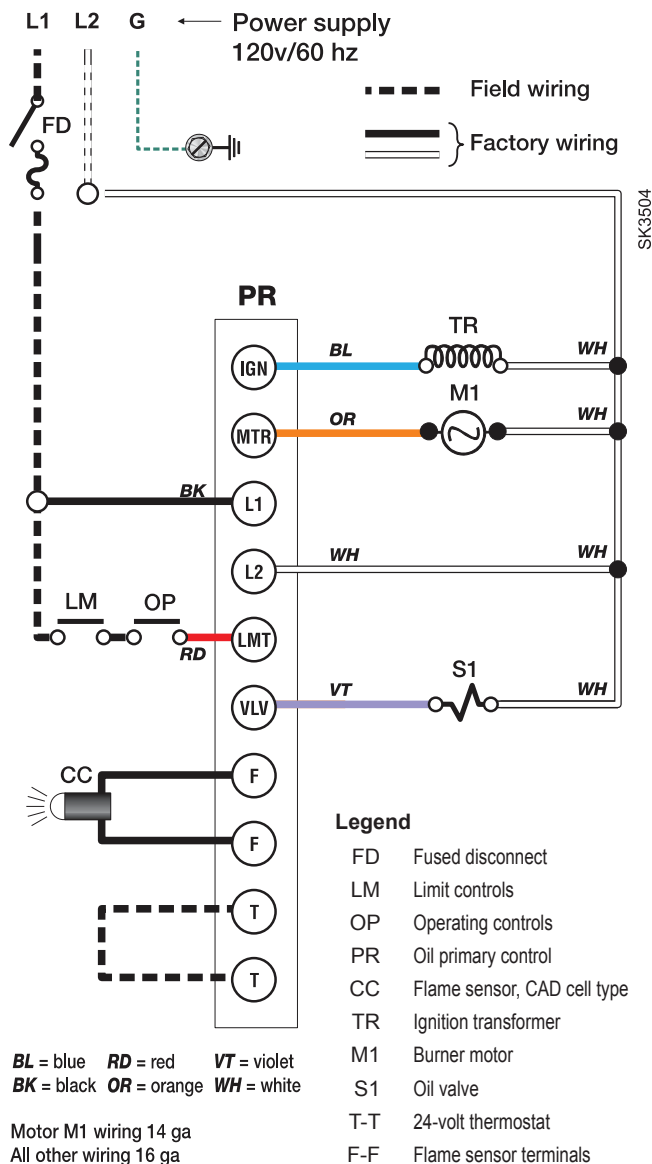 L1 L2 G ← Power supply
120v/60 hz
FD
Field wiring
Factory wiring
SK3504
PR
IGN BL TR WH
MTR OR M1 WH
BK L1
L2 WH WH
LM OP RD LMT
VLV VT S1 WH
CC F
F
T
T
Legend
FD Fused disconnect
LM Limit controls
OP Operating controls
PR Oil primary control
CC Flame sensor, CAD cell type
TR Ignition transformer
M1 Burner motor
S1 Oil valve
T-T 24-volt thermostat
F-F Flame sensor terminals
BL = blue RD = red VT = violet
BK = black OR = orange WH = white
Motor M1 wiring 14 ga
All other wiring 16 ga